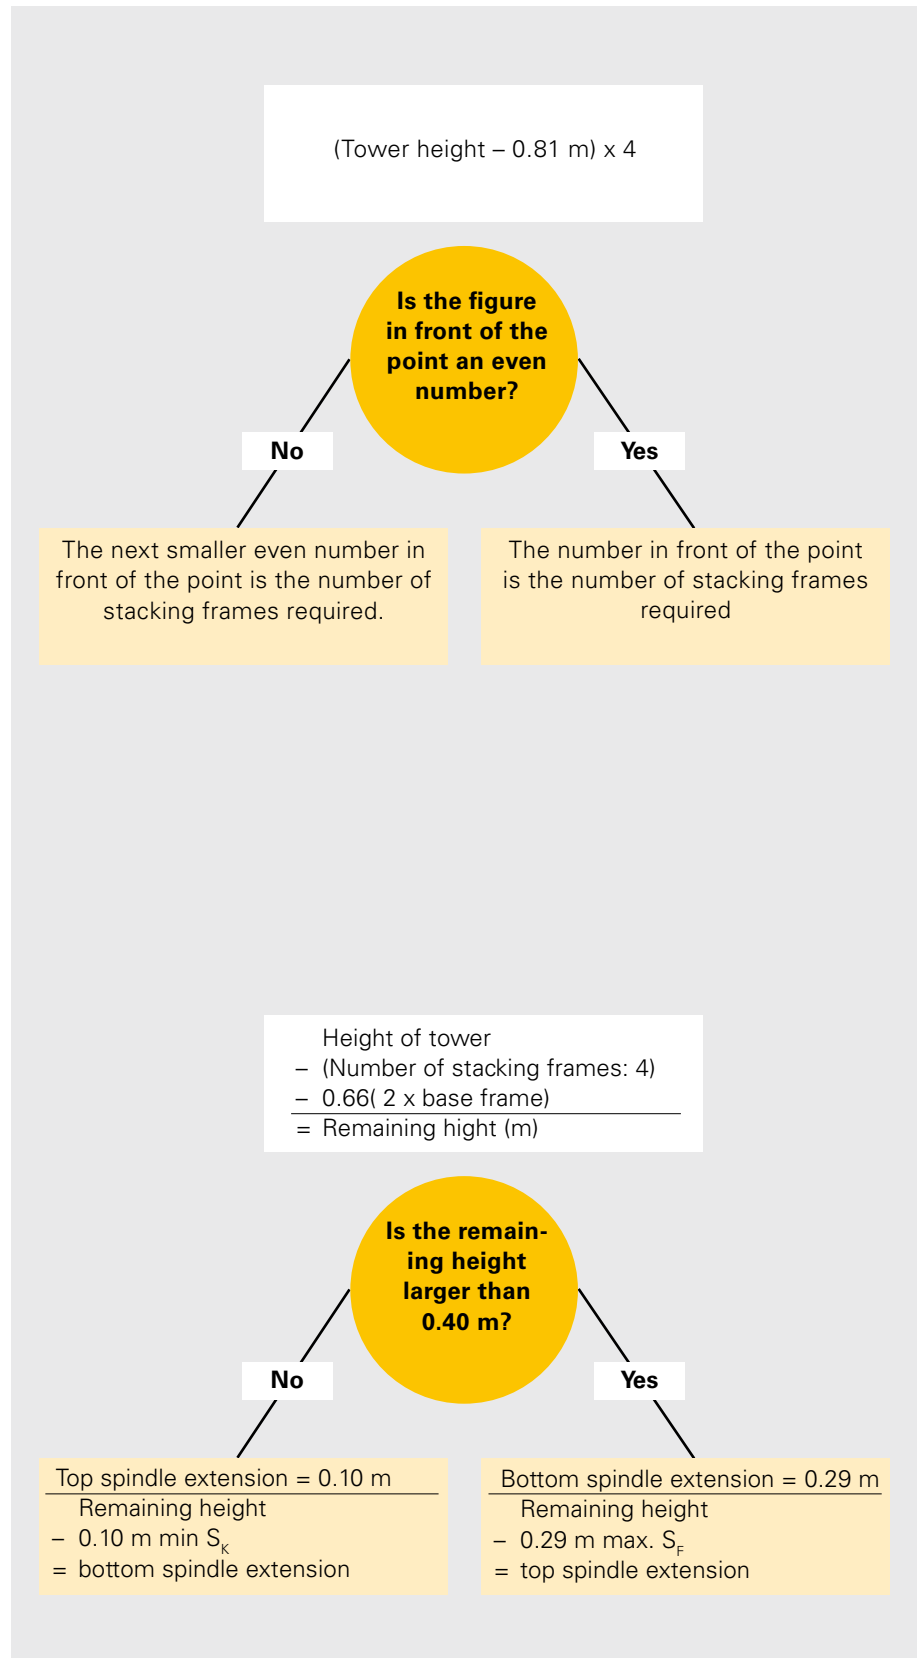 (Tower height – 0.81 m) x 4
Is the figure
in front of the
point an even
number?
No
Yes
The next smaller even number in
front of the point is the number of
stacking frames required.
The number in front of the point
is the number of stacking frames
required
Height of tower
– (Number of stacking frames: 4)
– 0.66( 2 x base frame)
= Remaining hight (m)
Is the remain-
ing height
larger than
0.40 m?
No
Yes
Top spindle extension = 0.10 m
Remaining height
– 0.10 m min S_K
= bottom spindle extension
Bottom spindle extension = 0.29 m
Remaining height
– 0.29 m max. S_F
= top spindle extension